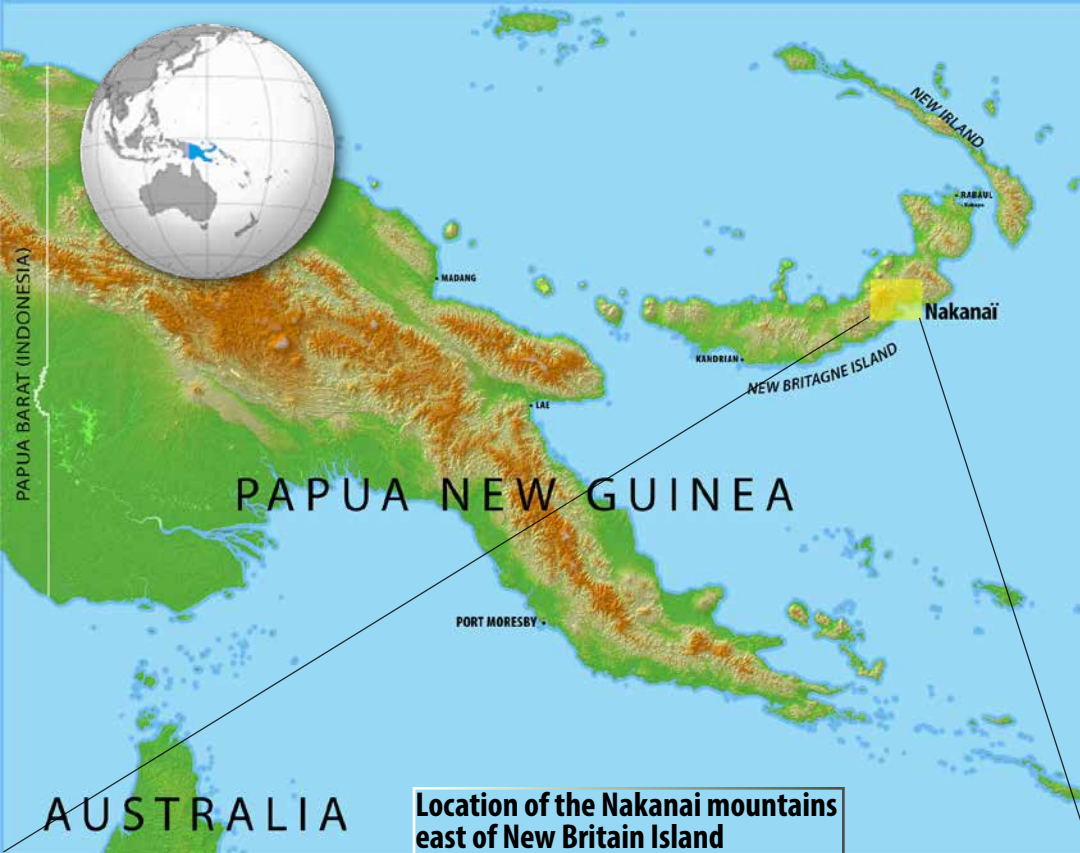 NEW IRLAND
RABAUL
PAPUA BARAT (INDONESIA)
MADANG
Nakanaï
KANDRIAN
NEW BRITAGNE ISLAND
LAE
PAPUA NEW GUINEA
PORT MORESBY
AUSTRALIA
Location of the Nakanai mountains
east of New Britain Island